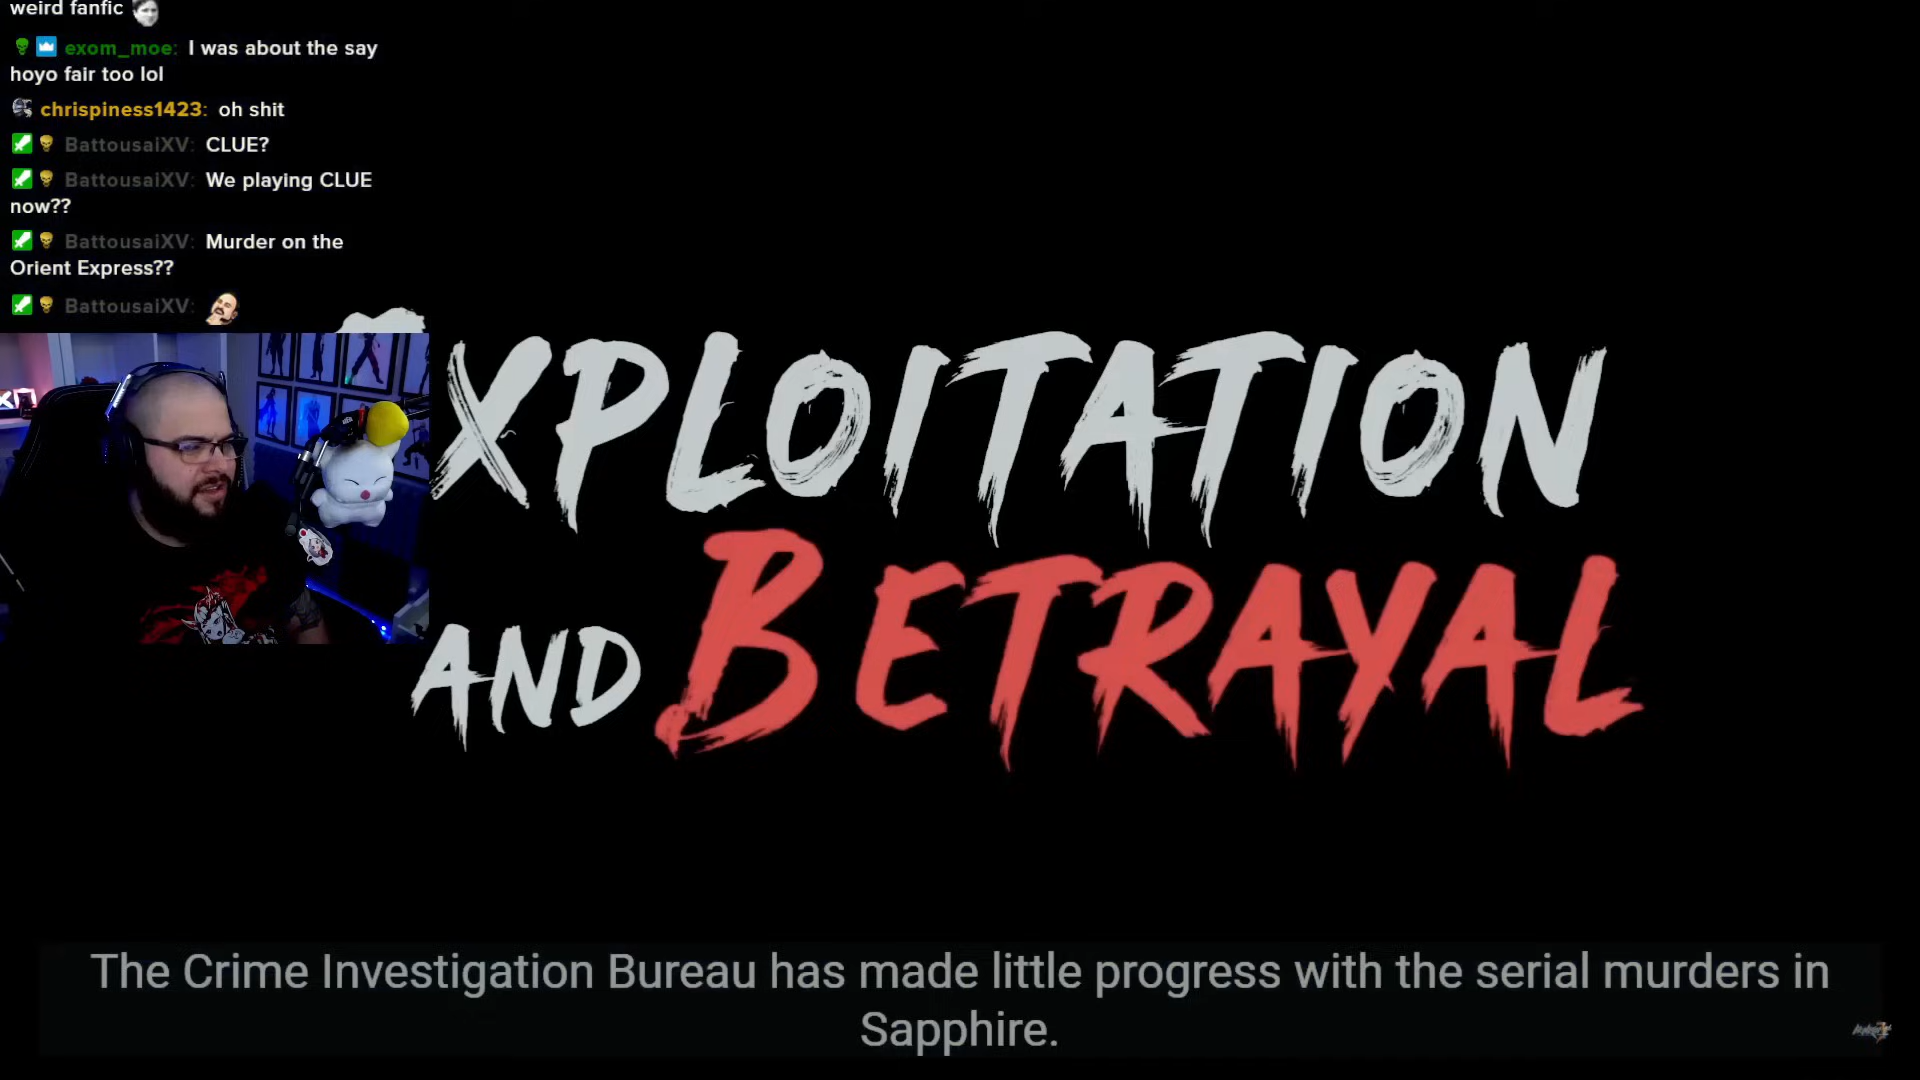 weird fanfic
exom_moe: I was about the say
hoyo fair too lol
chrispiness1423: oh shit
BattousaiXV: CLUE?
BattousaiXV: We playing CLUE
now??
BattousaiXV: Murder on the
Orient Express??
BattousaiXV:
XPLOITATION
AND BETRAYAL
The Crime Investigation Bureau has made little progress with the serial murders in
Sapphire.